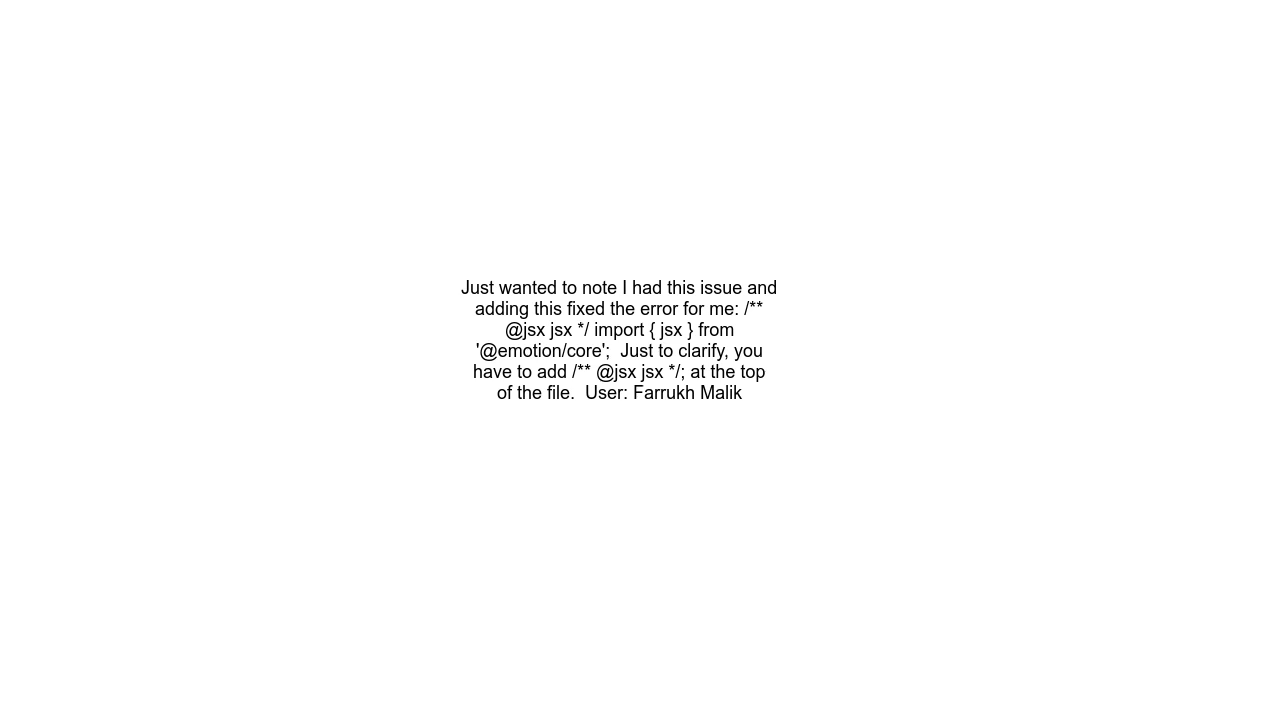 Just wanted to note I had this issue and
adding this fixed the error for me: /**
@jsx jsx */ import { jsx } from
'@emotion/core';  Just to clarify, you
have to add /** @jsx jsx */; at the top
of the file.  User: Farrukh Malik